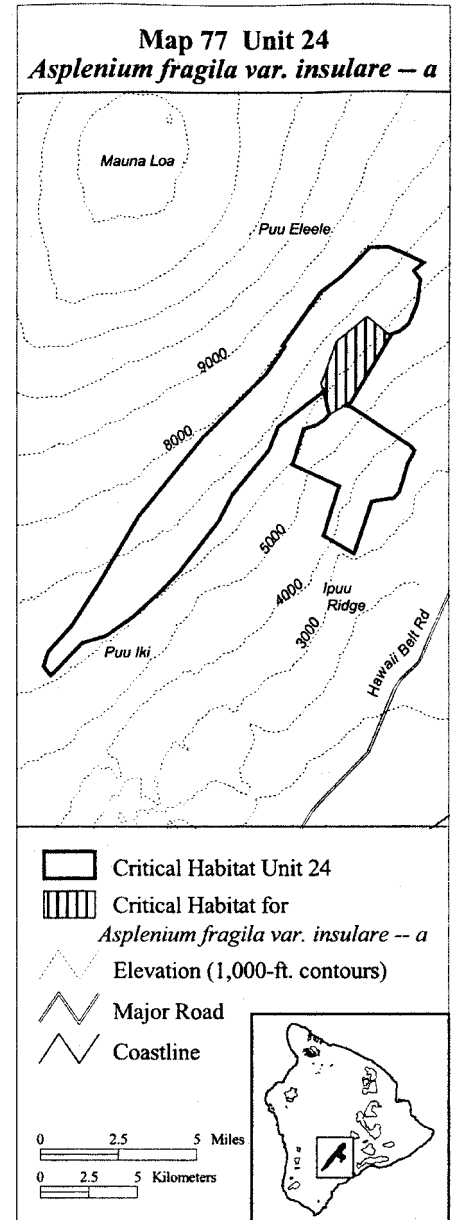 Map 77 Unit 24
Asplenium fragila var. insulare – a
Mauna Loa
Puu Eleele
9000
8000
5000
4000
Ipuu
Ridge
3000
Puu Iki
Hawaii Belt Rd
Critical Habitat Unit 24
Critical Habitat for
Asplenium fragila var. insulare -- a
Elevation (1,000-ft. contours)
Major Road
Coastline
0 2.5 5 Miles
0 2.5 5 Kilometers